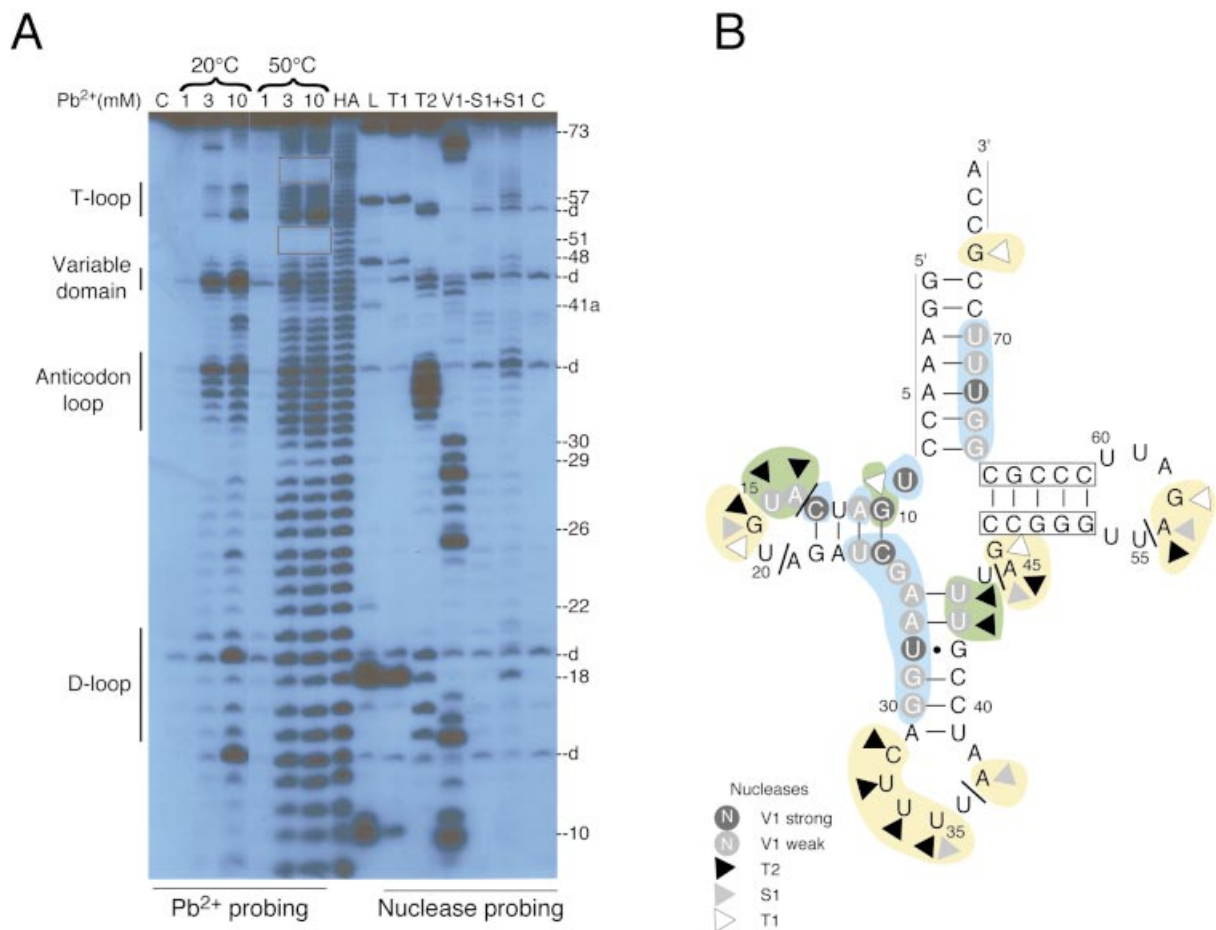 A
B
20°C 50°C
Pb2+(mM) C 1 3 10 1 3 10 HA L T1 T2 V1-S1+S1 C
--73
T-loop
--57
--d
--51
--48
Variable domain
--d
--41a
Anticodon loop
--d
--30
--29
--26
--22
D-loop
--d
--18
--d
--10
Pb2+ probing
Nuclease probing
3'
A
C
C
G
5'
G C
G C
A U 70
A U
5 A U
C G
C G
60
U U A
C G C C C
G
C C G G G
U U A
55
U
G A 45
U
15
U A C U A G 10
G
U A G A U C
20
G
A U
A U
U G
G C
30 G C 40
A U
C A
U A
U U U
35
Nucleases
N V1 strong
N V1 weak
T2
S1
T1